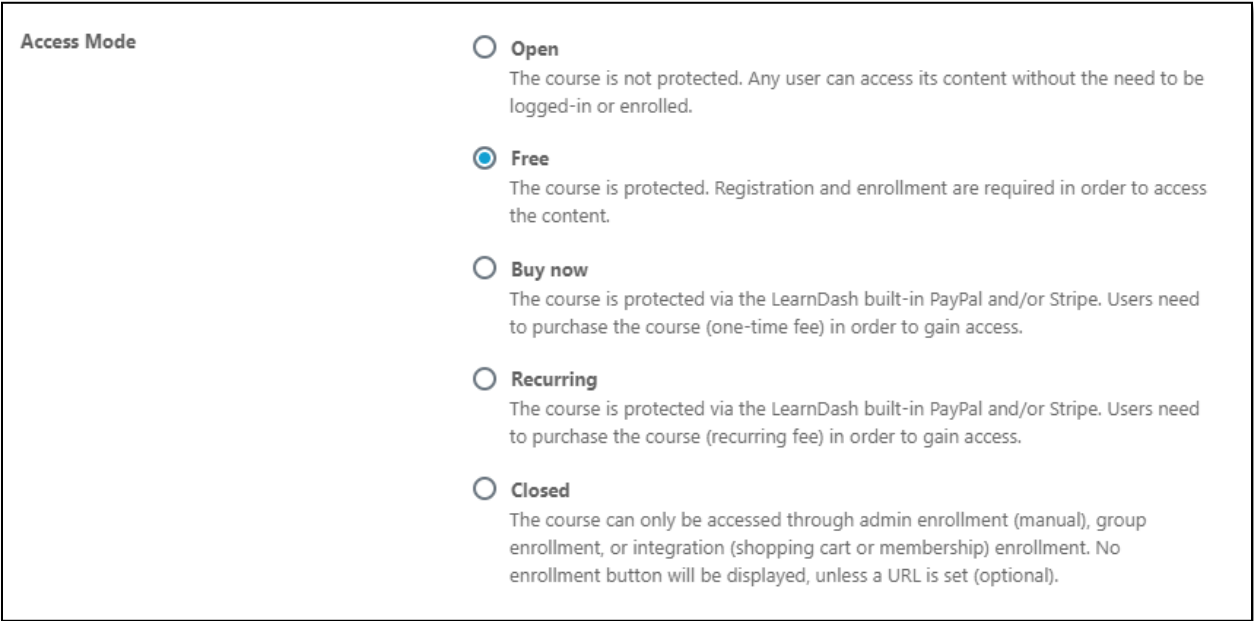 Access Mode
Open
The course is not protected. Any user can access its content without the need to be
logged-in or enrolled.
Free
The course is protected. Registration and enrollment are required in order to access
the content.
Buy now
The course is protected via the LearnDash built-in PayPal and/or Stripe. Users need
to purchase the course (one-time fee) in order to gain access.
Recurring
The course is protected via the LearnDash built-in PayPal and/or Stripe. Users need
to purchase the course (recurring fee) in order to gain access.
Closed
The course can only be accessed through admin enrollment (manual), group
enrollment, or integration (shopping cart or membership) enrollment. No
enrollment button will be displayed, unless a URL is set (optional).